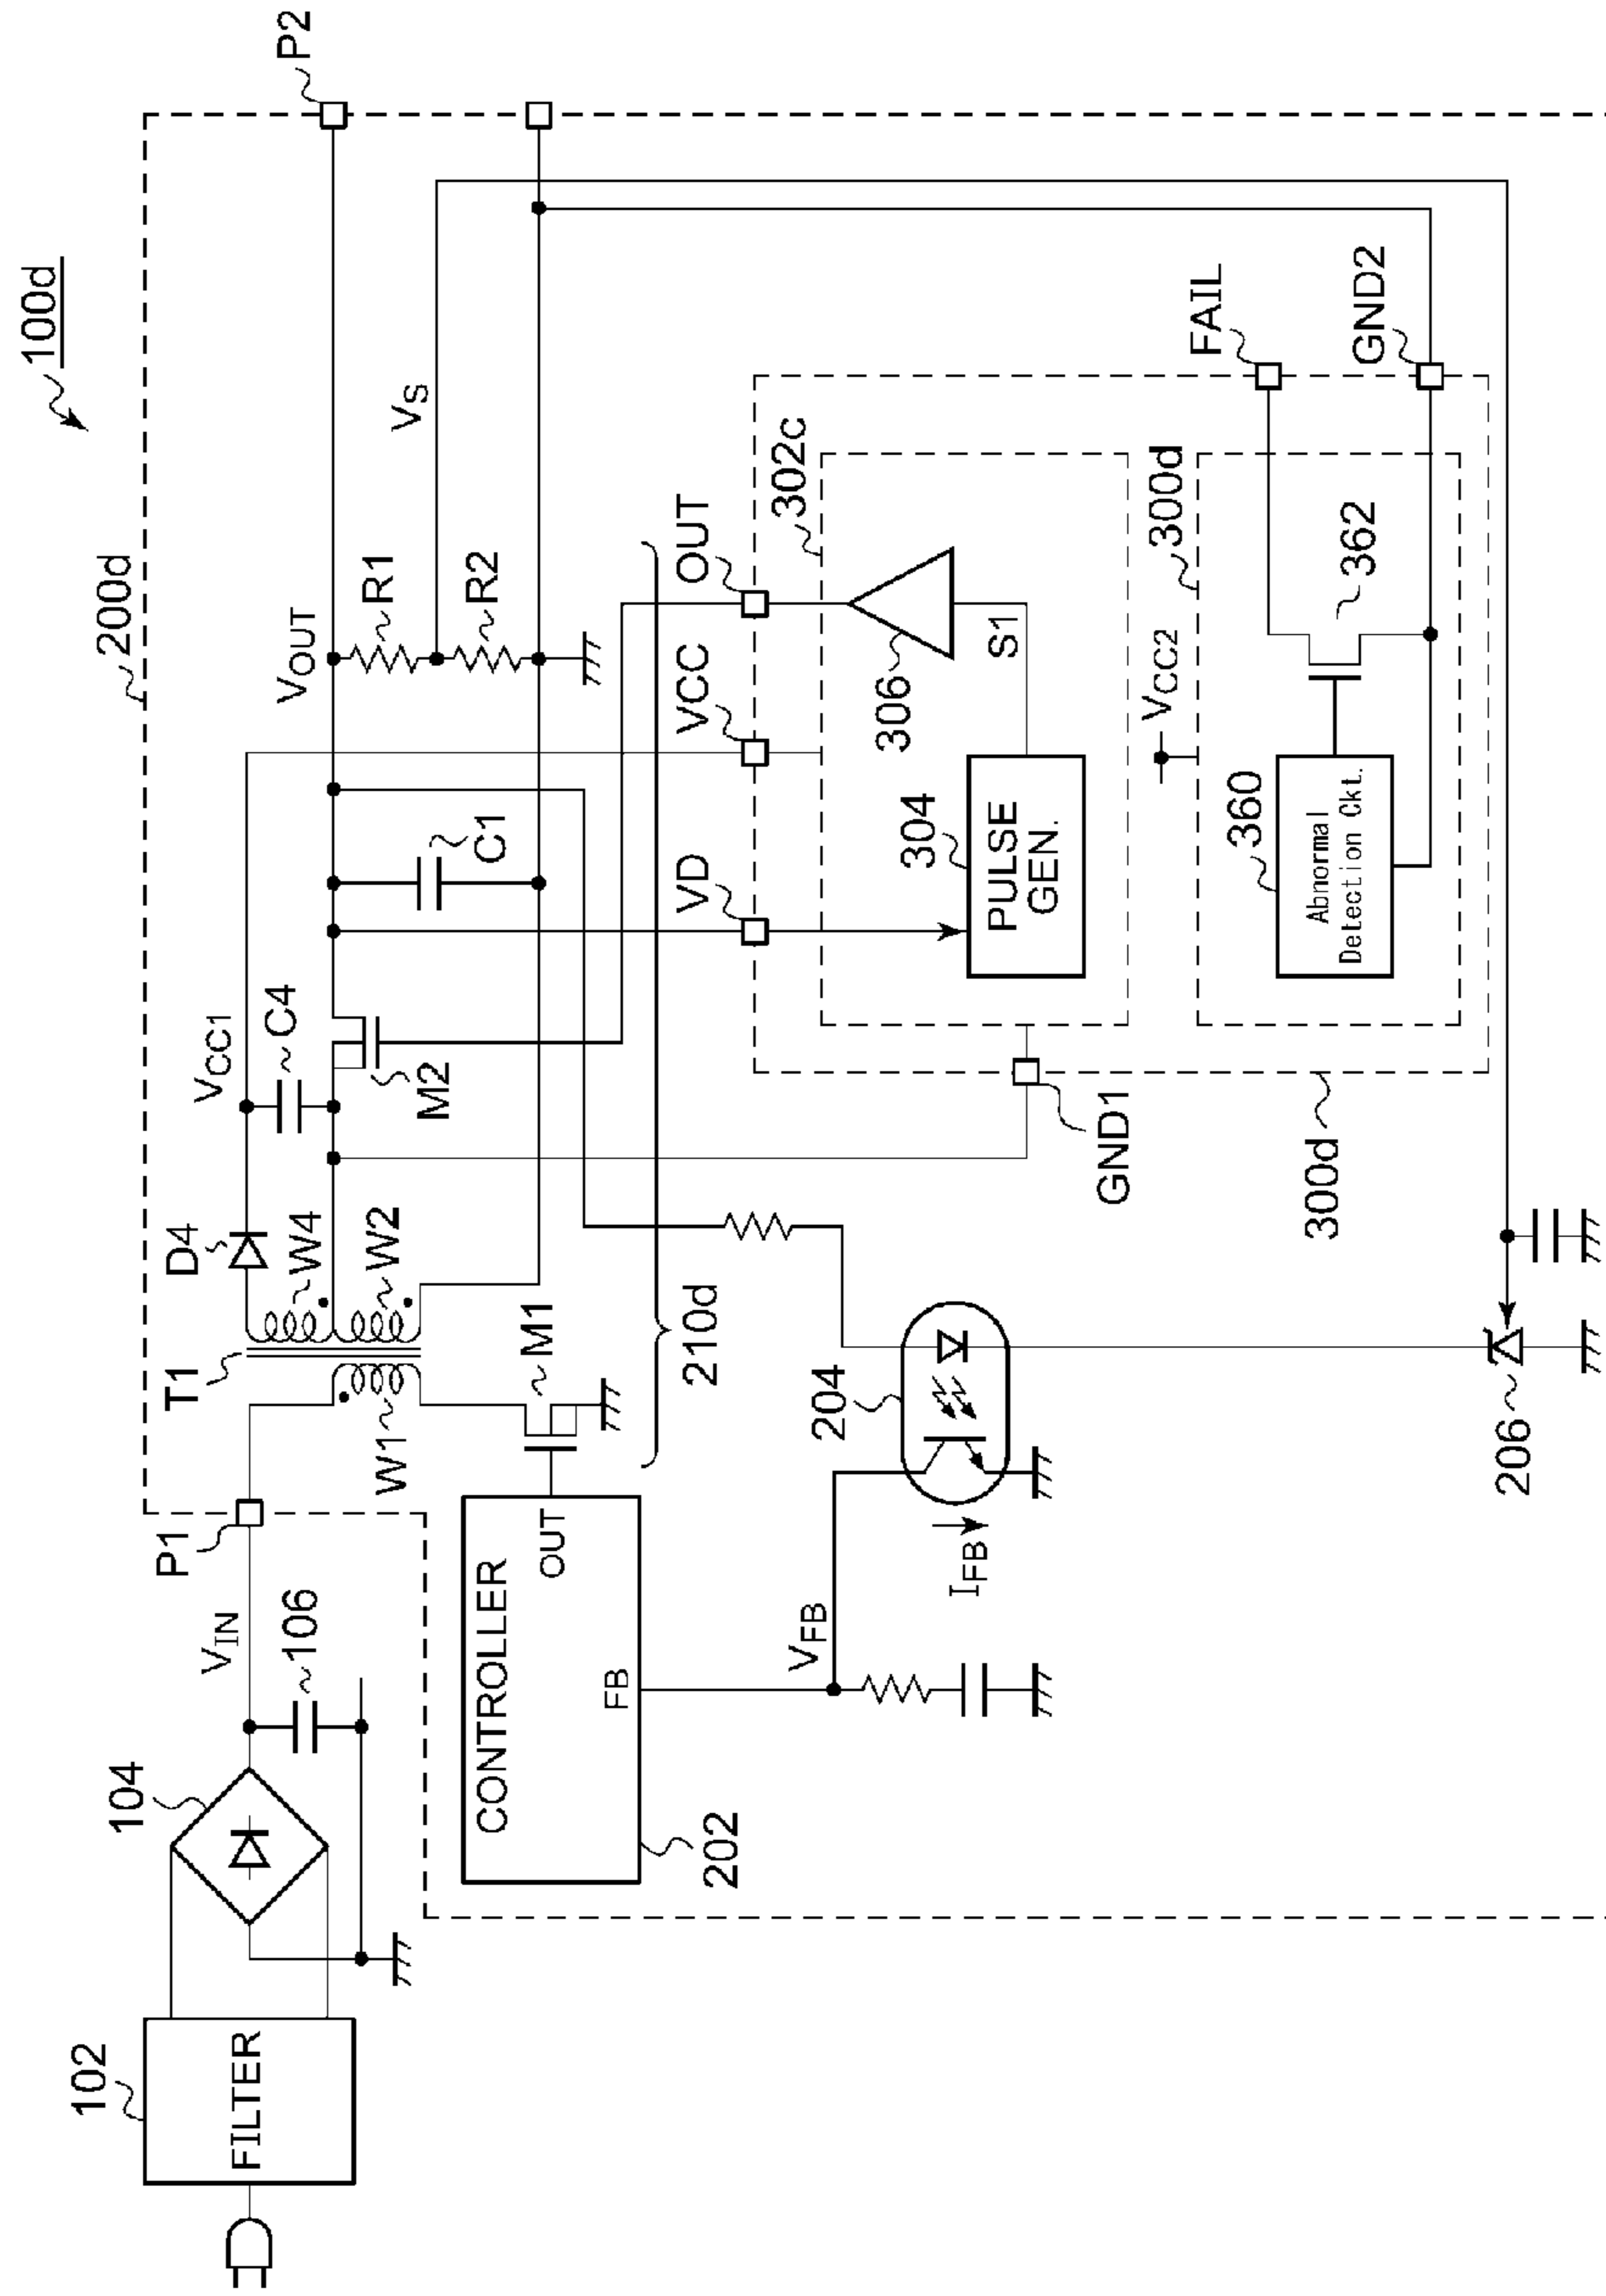 100d
200d
P2
T1
D4
W4
W2
W1
VCC1
C4
M2
C1
VOUT
R1
R2
VS
P1
VIN
106
104
102
FILTER
CONTROLLER
OUT
FB
202
M1
210d
VD
VCC
OUT
302c
306
S1
304
PULSE
GEN.
VCC2
300d
FAIL
GND2
360
Abnormal
Detection Ckt.
362
GND1
300d
204
VFB
IFB
206